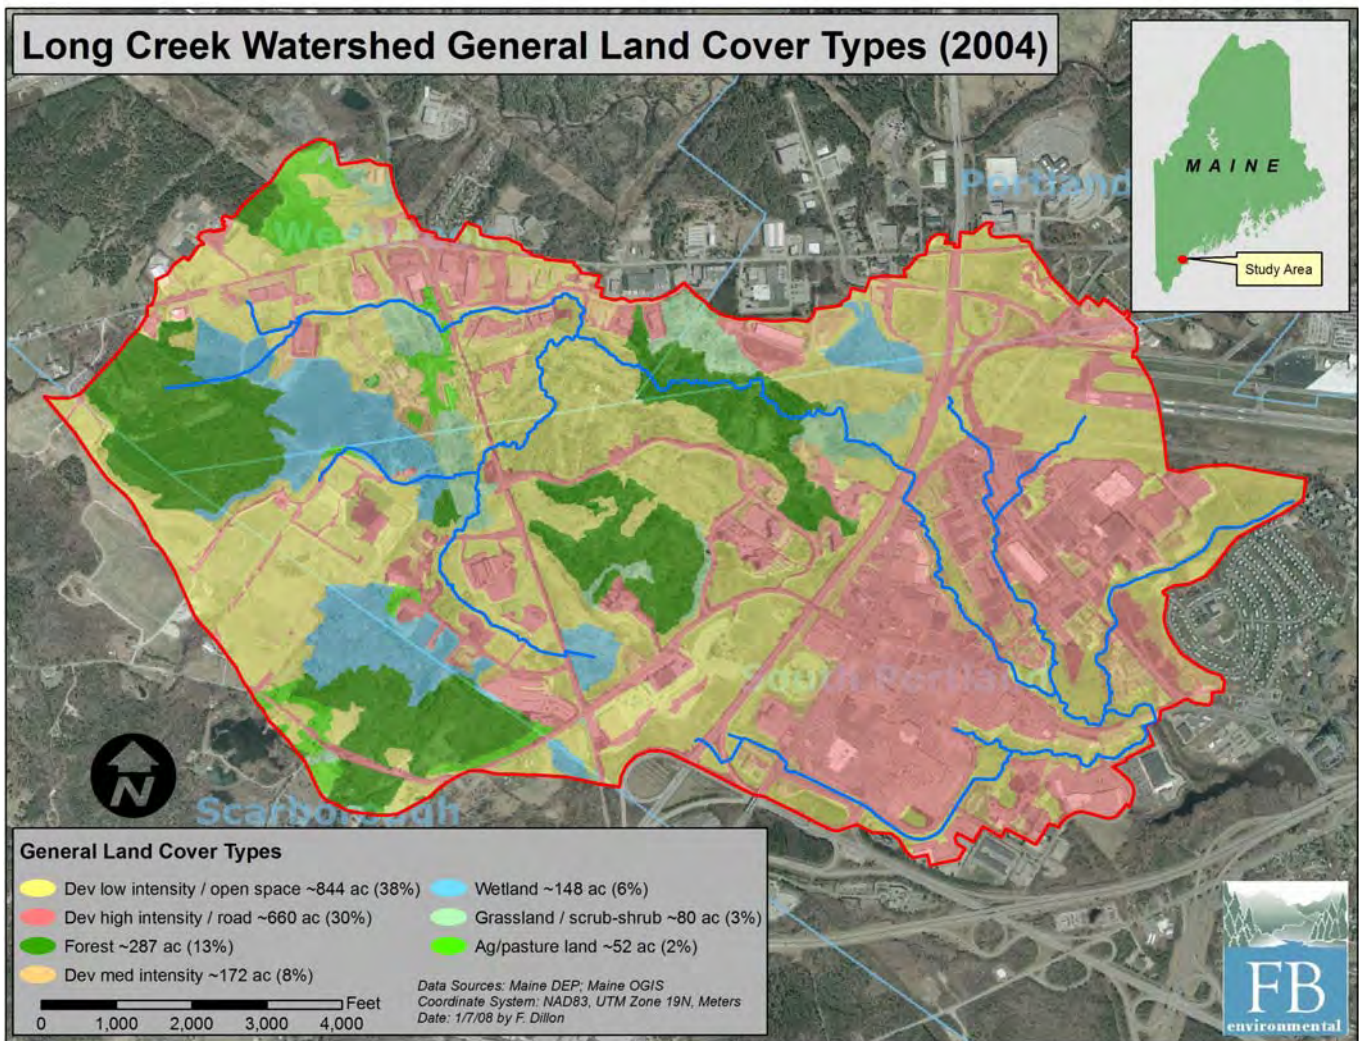 Long Creek Watershed General Land Cover Types (2004)
MAINE
Study Area
Portland
Westbrook
South Portland
Scarborough
N
General Land Cover Types
Dev low intensity / open space ~844 ac (38%)
Dev high intensity / road ~660 ac (30%)
Forest ~287 ac (13%)
Dev med intensity ~172 ac (8%)
Wetland ~148 ac (6%)
Grassland / scrub-shrub ~80 ac (3%)
Ag/pasture land ~52 ac (2%)
Feet
0 1,000 2,000 3,000 4,000
Data Sources: Maine DEP; Maine OGIS
Coordinate System: NAD83, UTM Zone 19N, Meters
Date: 1/7/08 by F. Dillon
FB
environmental